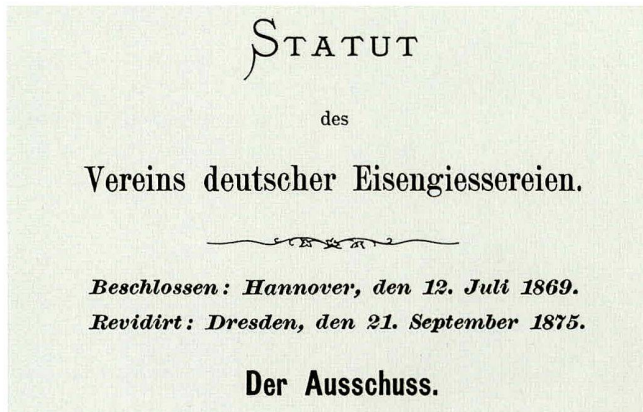 STATUT
des
Vereins deutscher Eisengiessereien.
Beschlossen: Hannover, den 12. Juli 1869.
Revidirt: Dresden, den 21. September 1875.
Der Ausschuss.